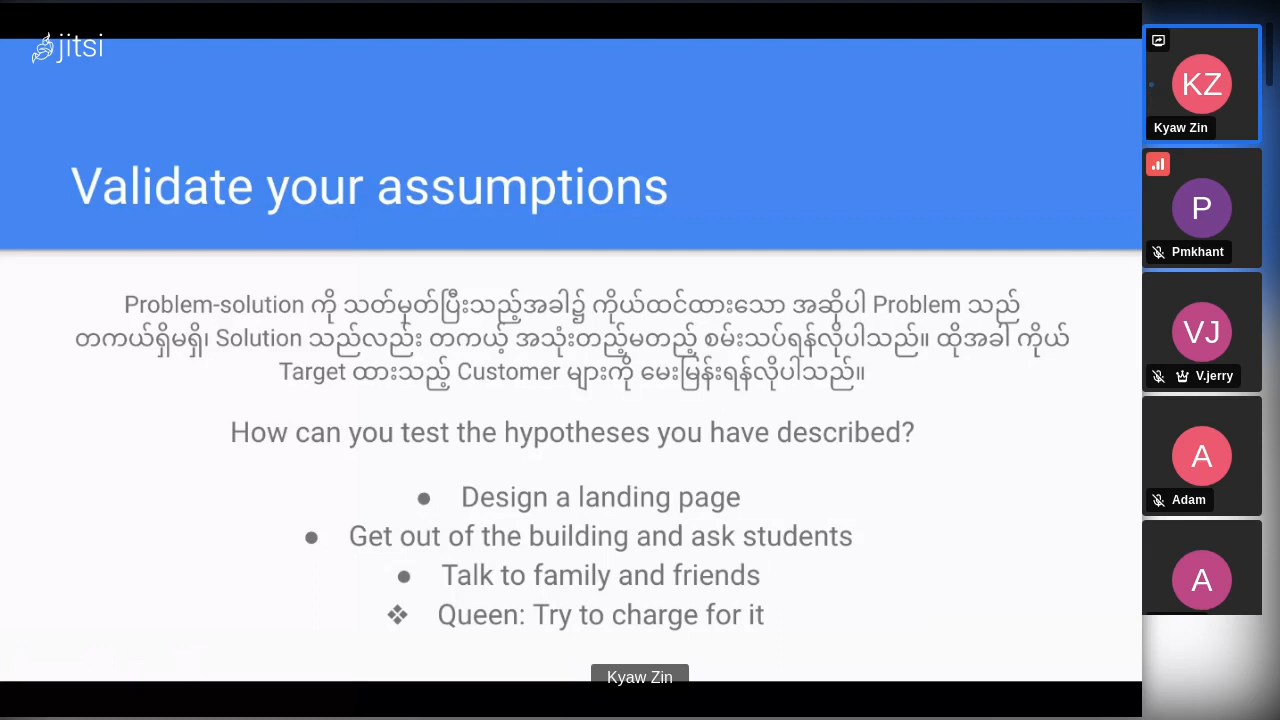 jitsi
Validate your assumptions
Problem-solution ကို သတ်မှတ်ပြီးသည့်အခါ၌ ကိုယ်ထင်ထားသော အဆိုပါ Problem သည်
တကယ်ရှိမရှိ၊ Solution သည်လည်း တကယ့် အသုံးတည့်မတည့် စမ်းသပ်ရန်လိုပါသည်။ ထိုအခါ ကိုယ်
Target ထားသည့် Customer များကို မေးမြန်းရန်လိုပါသည်။
How can you test the hypotheses you have described?
● Design a landing page
● Get out of the building and ask students
● Talk to family and friends
❖ Queen: Try to charge for it
Kyaw Zin
KZ
Kyaw Zin
P
Pmkhant
VJ
V.jerry
A
Adam
A